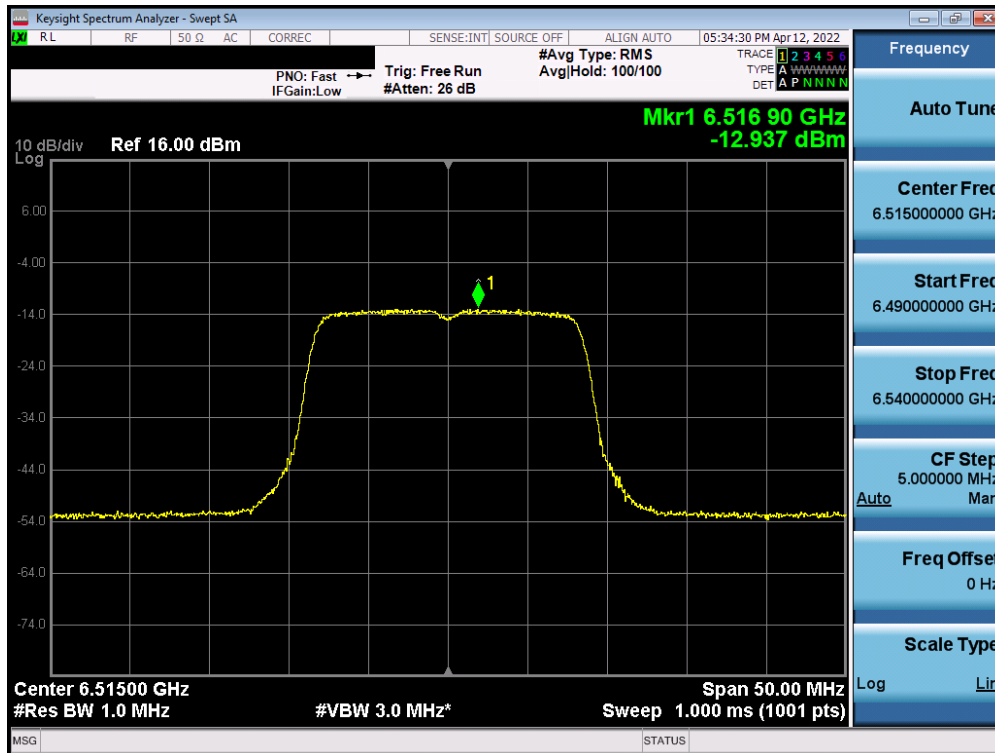 Keysight Spectrum Analyzer - Swept SA
LXI RL RF 50 Ω AC CORREC SENSE:INT SOURCE OFF ALIGN AUTO 05:34:30 PM Apr 12, 2022
PNO: Fast
IFGain:Low
Trig: Free Run
#Atten: 26 dB
#Avg Type: RMS
Avg|Hold: 100/100
TRACE 1 2 3 4 5 6
TYPE A WWWWW
DET A P N N N N
Mkr1 6.516 90 GHz
-12.937 dBm
10 dB/div Ref 16.00 dBm
Log
6.00
-4.00
1
-14.0
-24.0
-34.0
-44.0
-54.0
-64.0
-74.0
Center 6.51500 GHz Span 50.00 MHz
#Res BW 1.0 MHz #VBW 3.0 MHz* Sweep 1.000 ms (1001 pts)
MSG STATUS
Frequency
Auto Tune
Center Freq
6.515000000 GHz
Start Freq
6.490000000 GHz
Stop Freq
6.540000000 GHz
CF Step
5.000000 MHz
Auto Man
Freq Offset
0 Hz
Scale Type
Log Lin